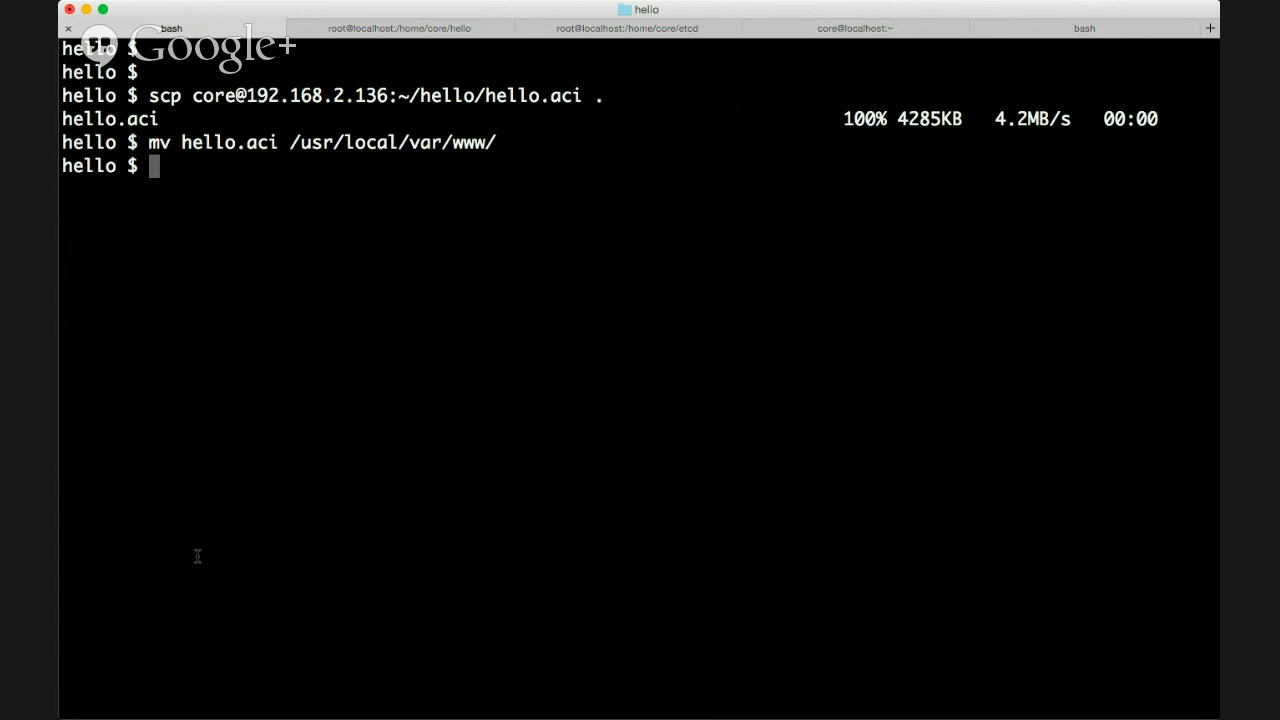 hello
bash
root@localhost:/home/core/hello
root@localhost:/home/core/etcd
core@localhost:~
bash
Google+
hello $
hello $
hello $ scp core@192.168.2.136:~/hello/hello.aci .
hello.aci 100% 4285KB 4.2MB/s 00:00
hello $ mv hello.aci /usr/local/var/www/
hello $